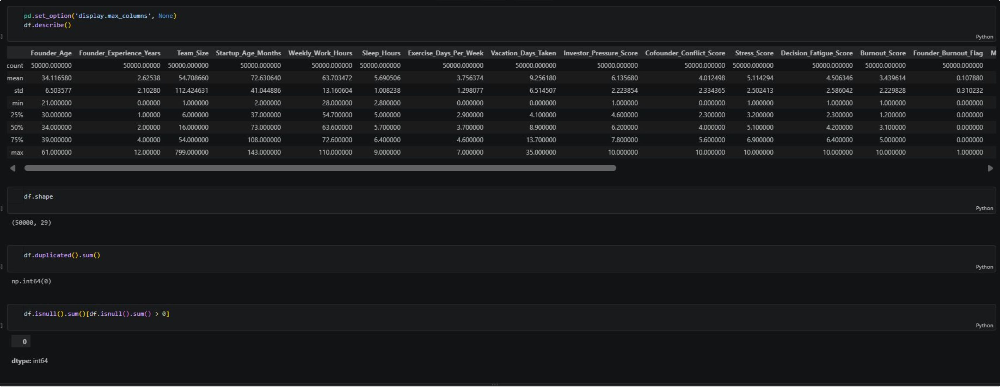 pd.set_option('display.max_columns', None)
df.describe()
Python
Founder_Age Founder_Experience_Years Team_Size Startup_Age_Months Weekly_Work_Hours Sleep_Hours Exercise_Days_Per_Week Vacation_Days_Taken Investor_Pressure_Score Cofounder_Conflict_Score Stress_Score Decision_Fatigue_Score Burnout_Score Founder_Burnout_Flag M
count 50000.000000 50000.00000 50000.000000 50000.000000 50000.000000 50000.000000 50000.000000 50000.000000 50000.000000 50000.000000 50000.000000 50000.000000 50000.000000 50000.000000
mean 34.116580 2.62538 54.708660 72.630640 63.703472 5.690506 3.756374 9.256180 6.135680 4.012498 5.114294 4.506346 3.439614 0.107880
std 6.503577 2.10280 112.424631 41.044886 13.160604 1.008238 1.298077 6.514507 2.223854 2.334365 2.502413 2.586042 2.229828 0.310232
min 21.000000 0.00000 1.000000 2.000000 28.000000 2.800000 0.000000 0.000000 1.000000 0.000000 1.000000 1.000000 1.000000 0.000000
25% 30.000000 1.00000 6.000000 37.000000 54.700000 5.000000 2.900000 4.100000 4.600000 2.300000 3.200000 2.300000 1.200000 0.000000
50% 34.000000 2.00000 16.000000 73.000000 63.600000 5.700000 3.700000 8.900000 6.200000 4.000000 5.100000 4.200000 3.100000 0.000000
75% 39.000000 4.00000 54.000000 108.000000 72.600000 6.400000 4.600000 13.700000 7.800000 5.600000 6.900000 6.400000 5.000000 0.000000
max 61.000000 12.00000 799.000000 143.000000 110.000000 9.000000 7.000000 35.000000 10.000000 10.000000 10.000000 10.000000 10.000000 1.000000
df.shape
Python
(50000, 29)
df.duplicated().sum()
Python
np.int64(0)
df.isnull().sum()[df.isnull().sum() > 0]
Python
0
dtype: int64